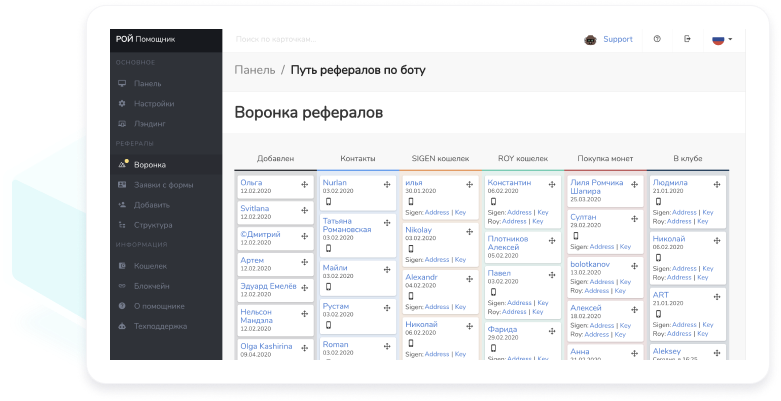 РОЙ Помощник
Поиск по карточкам...
Support
ОСНОВНОЕ
Панель
Настройки
Лэндинг
РЕФЕРАЛЫ
Воронка
Заявки с формы
Добавить
Структура
ИНФОРМАЦИЯ
Кошелек
Блокчейн
О помощнике
Техподдержка
Панель / Путь рефералов по боту
Воронка рефералов
Добавлен
Ольга
12.02.2020
Svitlana
12.02.2020
©Дмитрий
12.02.2020
Артем
12.02.2020
Эдуард Емелёв
12.02.2020
Нельсон
Мандэла
12.02.2020
Olga Kashirina
09.04.2020
Контакты
Nurlan
03.02.2020
Татьяна
Романовская
03.02.2020
Майли
03.02.2020
Рустам
03.02.2020
Roman
03.02.2020
SIGEN кошелек
илья
30.01.2020
Sigen: Address | Key
Nikolay
03.02.2020
Sigen: Address | Key
Alexandr
04.02.2020
Sigen: Address | Key
Николай
06.02.2020
Sigen: Address | Key
ROY кошелек
Константин
06.02.2020
Sigen: Address | Key
Roy: Address | Key
Плотников
Алексей
05.02.2020
Павел
03.02.2020
Sigen: Address | Key
Roy: Address | Key
Фарида
29.02.2020
Sigen: Address | Key
Покупка монет
Лиля Ромчика
Шапира
25.03.2020
Султан
29.02.2020
Sigen: Address | Key
bolotkanov
13.02.2020
Sigen: Address | Key
Roy: Address | Key
Алексей
18.02.2020
Sigen: Address | Key
Roy: Address | Key
Анна
В клубе
Людмила
21.01.2020
Sigen: Address | Key
Roy: Address | Key
Николай
06.02.2020
Sigen: Address | Key
ART
21.01.2020
Sigen: Address | Key
Roy: Address | Key
Aleksey